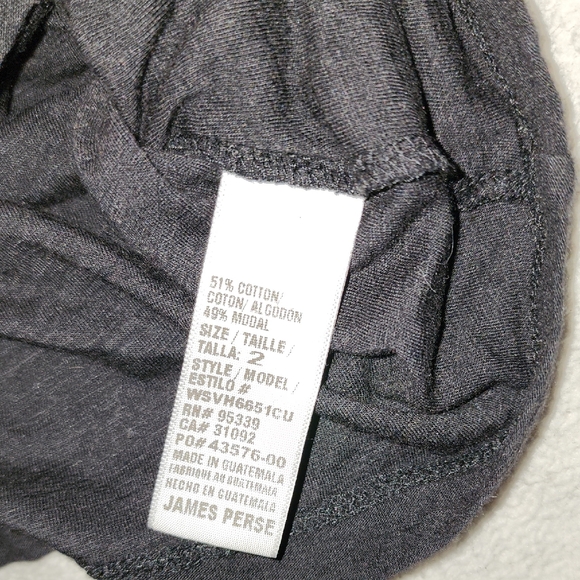 51% COTTON/
COTON/ ALGODON
49% MODAL
SIZE / TAILLE /
TALLA: 2
STYLE / MODEL /
ESTILO #
WSVH6651CU
RN# 95339
CA# 31092
PO# 43576-00
MADE IN GUATEMALA
FABRIQUE AU GUATEMALA
HECHO EN GUATEMALA
JAMES PERSE